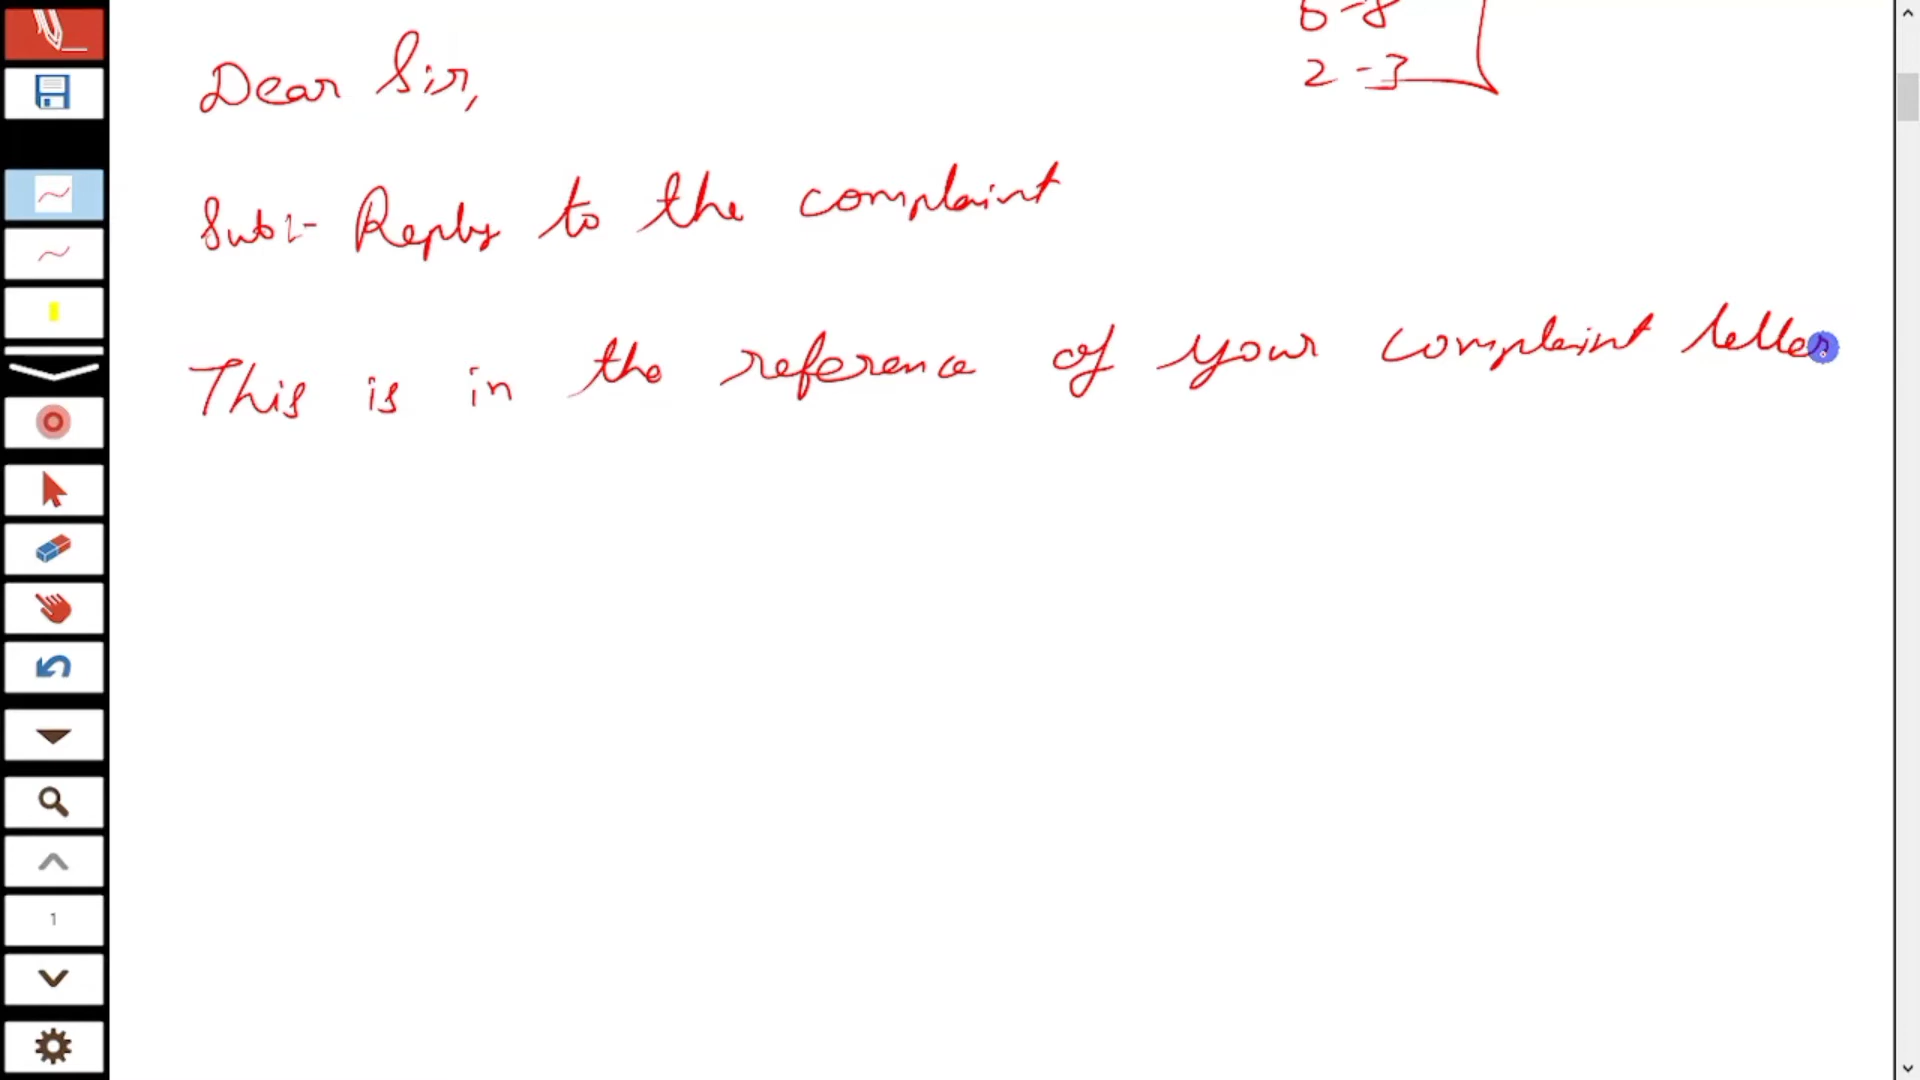 6-8
2-3
Dear Sir,
Sub:- Reply to the complaint
This is in the reference of your complaint letter
1